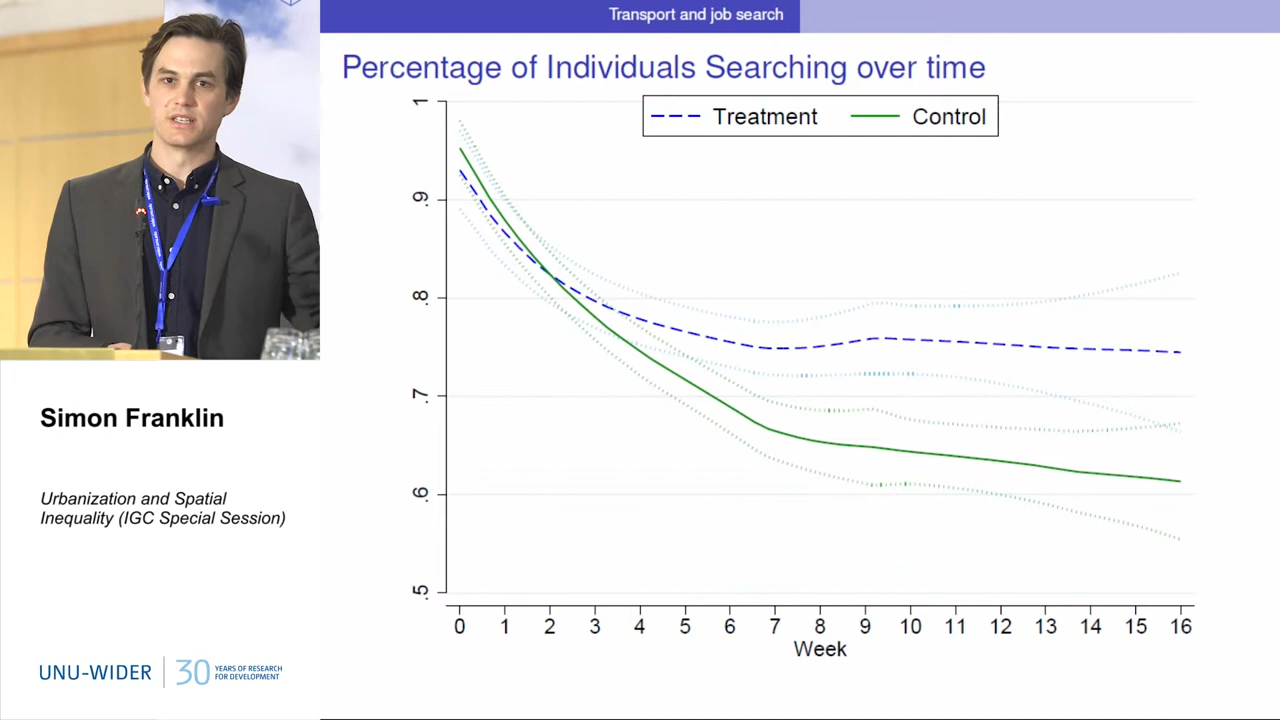 Transport and job search
Percentage of Individuals Searching over time
Treatment
Control
1
.9
.8
.7
.6
.5
0 1 2 3 4 5 6 7 8 9 10 11 12 13 14 15 16
Week
Simon Franklin
Urbanization and Spatial
Inequality (IGC Special Session)
UNU-WIDER
30
YEARS OF RESEARCH
FOR DEVELOPMENT